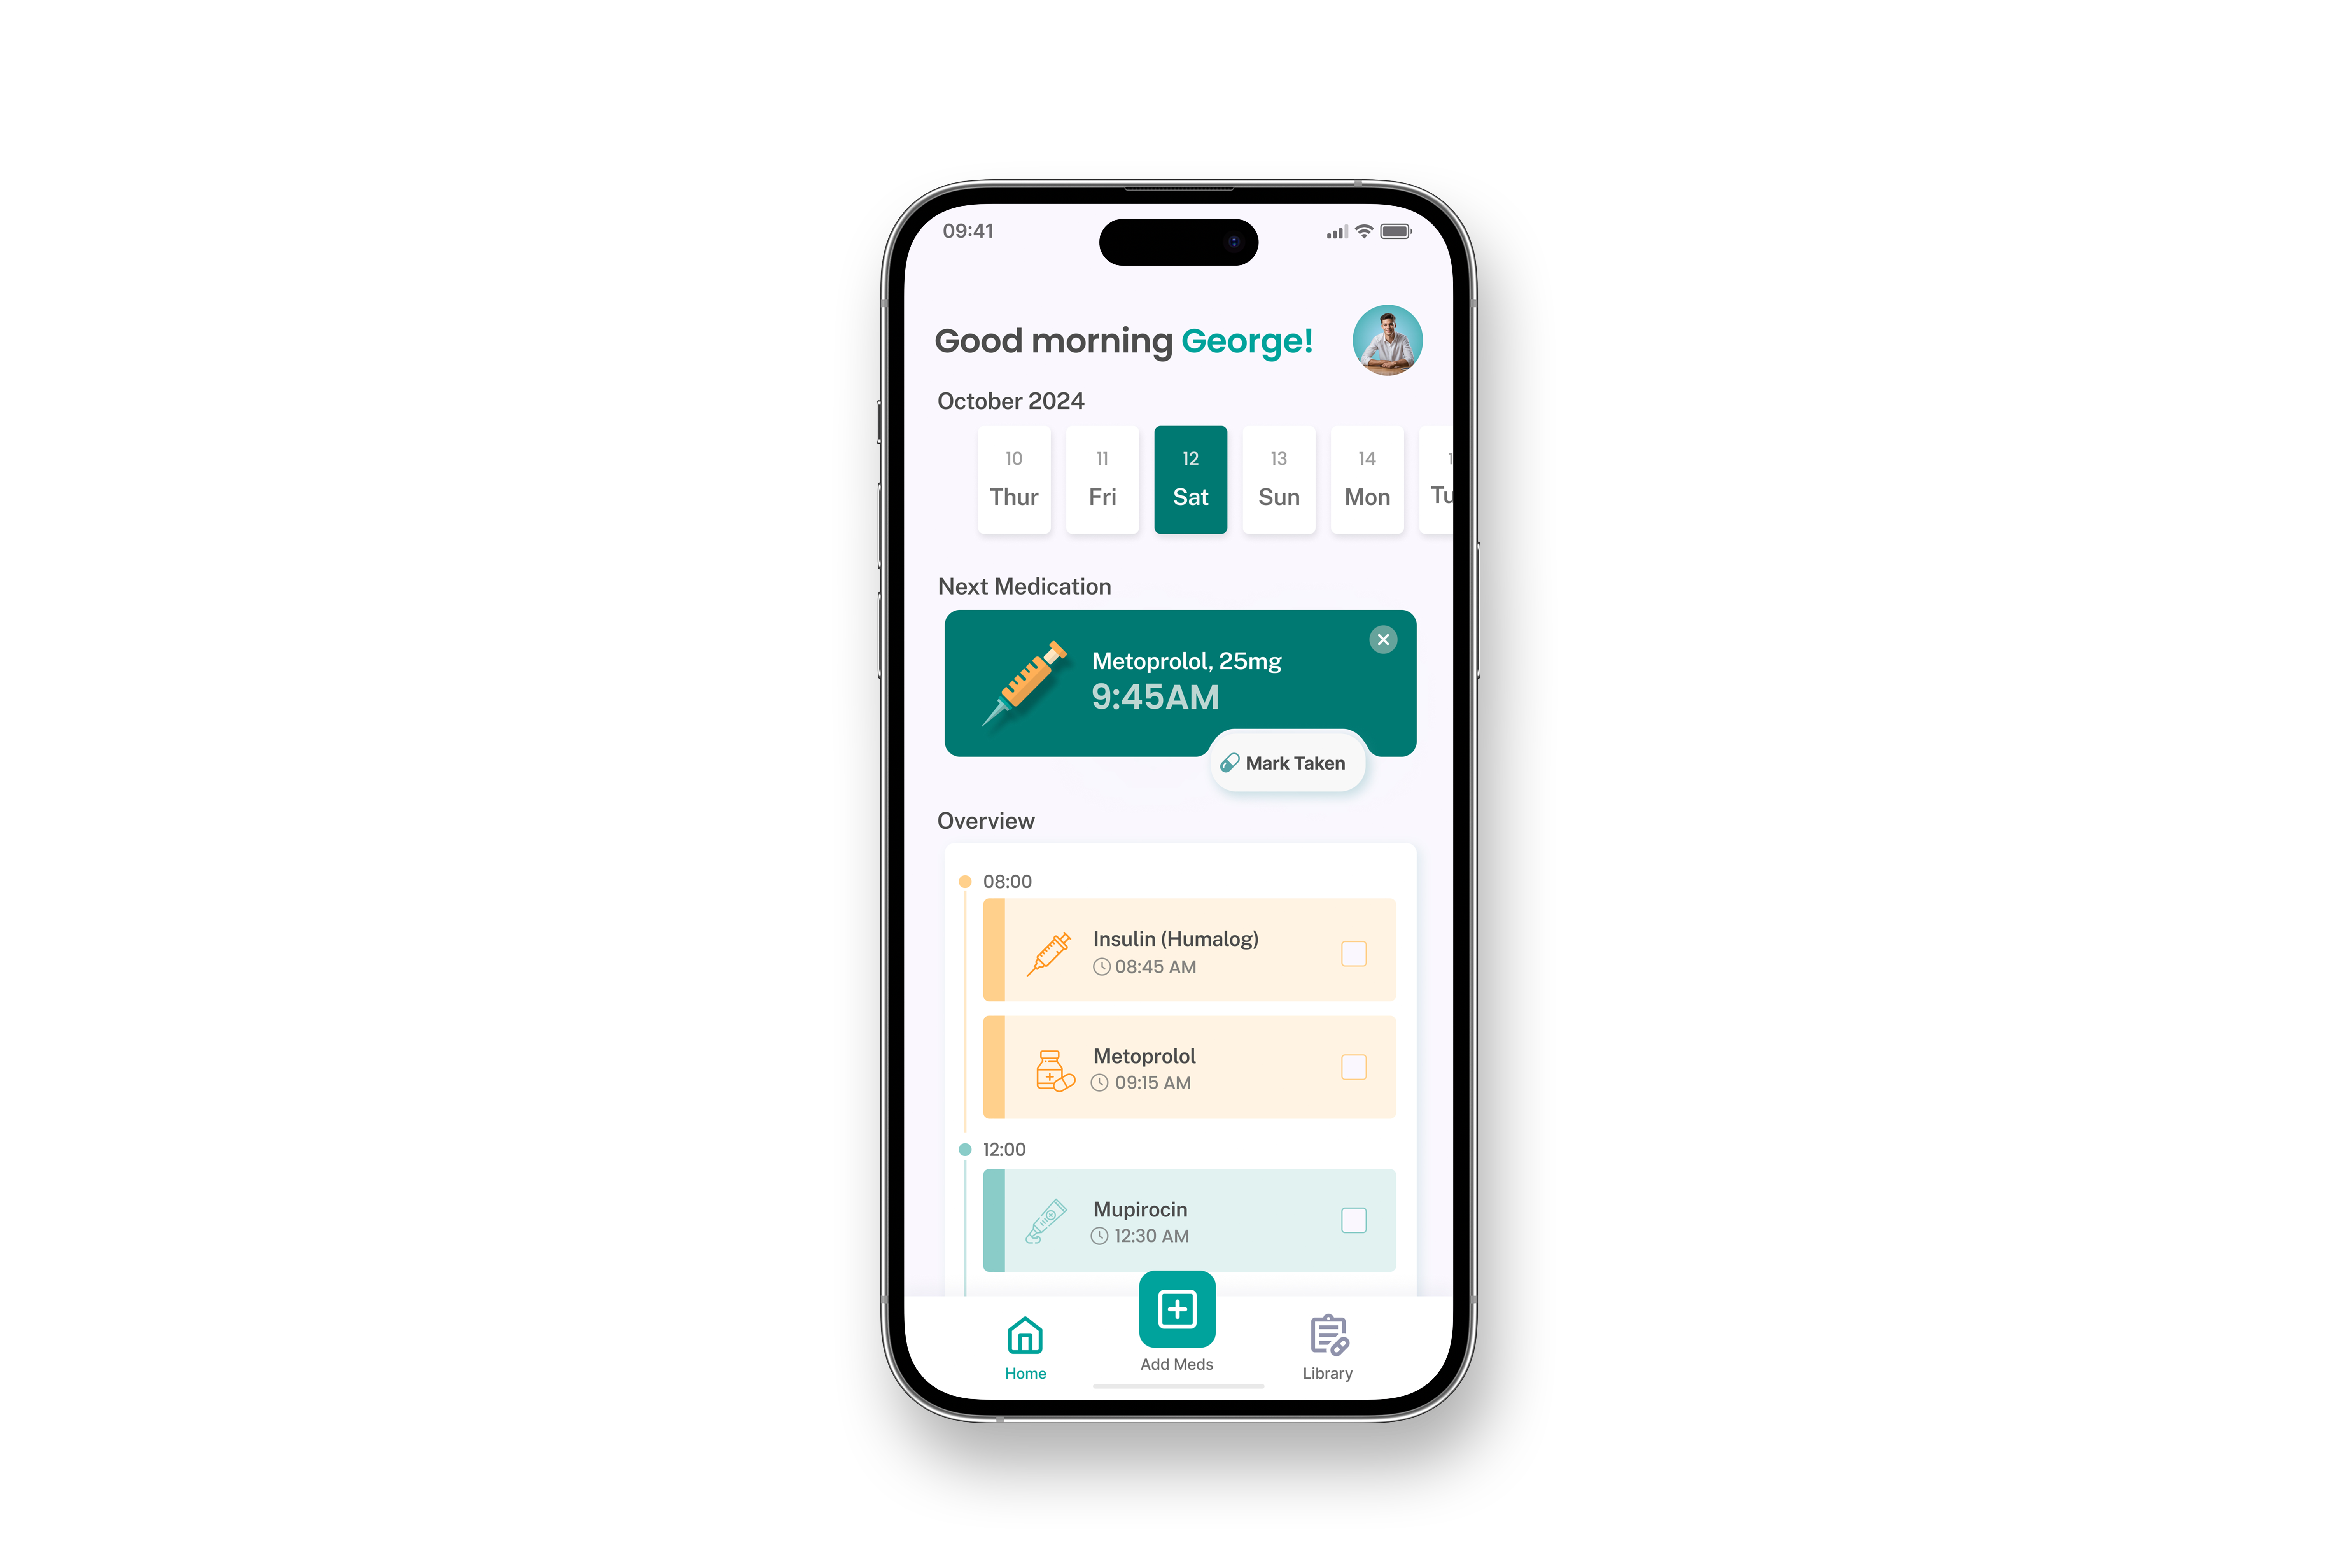 09:41
Good morning George!
October 2024
10 11 12 13 14 1
Thur Fri Sat Sun Mon Tu
Next Medication
Metoprolol, 25mg
9:45AM
Mark Taken
Overview
08:00
Insulin (Humalog)
08:45 AM
Metoprolol
09:15 AM
12:00
Mupirocin
12:30 AM
Home
Add Meds
Library